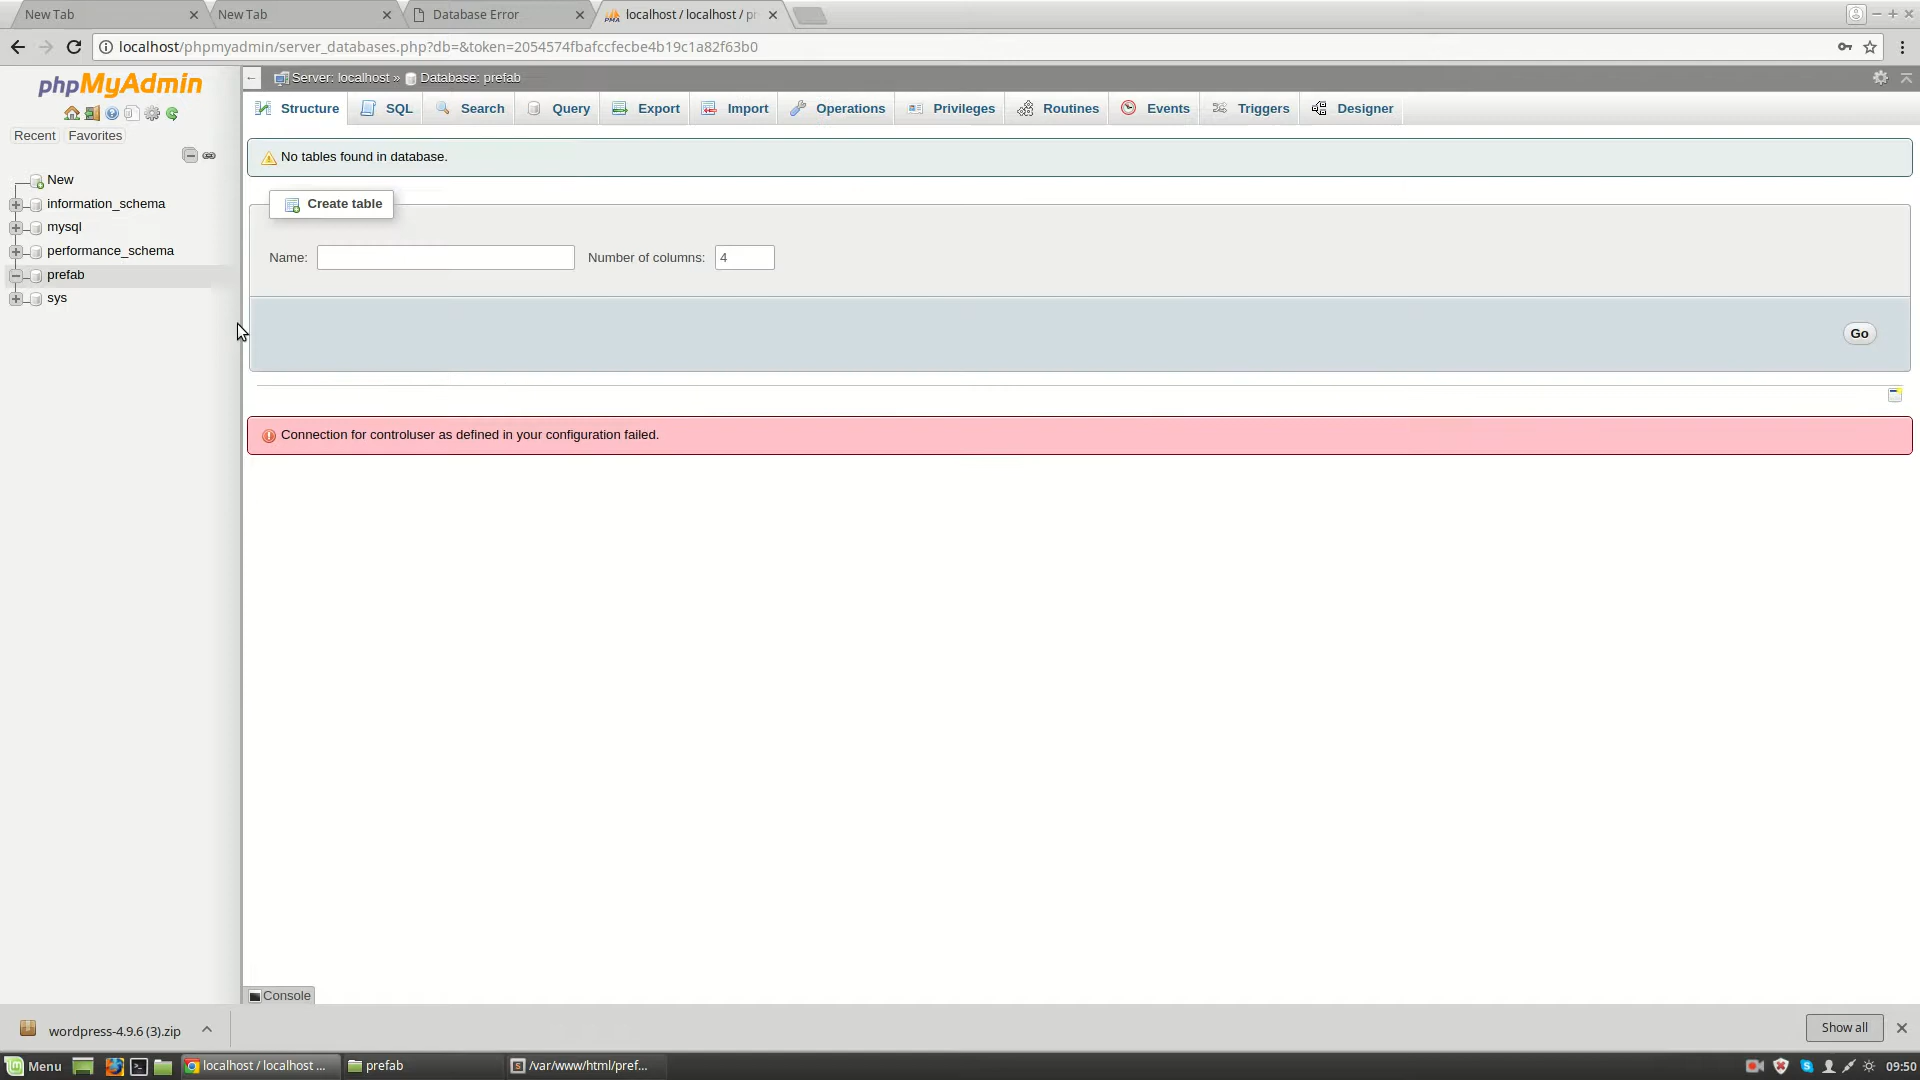 New Tab
New Tab
Database Error
localhost / localhost / p
localhost/phpmyadmin/server_databases.php?db=&token=2054574fbafccfecbe4b19c1a82f63b0
phpMyAdmin
Recent Favorites
New
information_schema
mysql
performance_schema
prefab
sys
Server: localhost » Database: prefab
Structure
SQL
Search
Query
Export
Import
Operations
Privileges
Routines
Events
Triggers
Designer
No tables found in database.
Create table
Name:
Number of columns: 4
Go
Connection for controluser as defined in your configuration failed.
Console
wordpress-4.9.6 (3).zip
Show all
Menu
localhost / localhost ...
prefab
/var/www/html/pref...
09:50